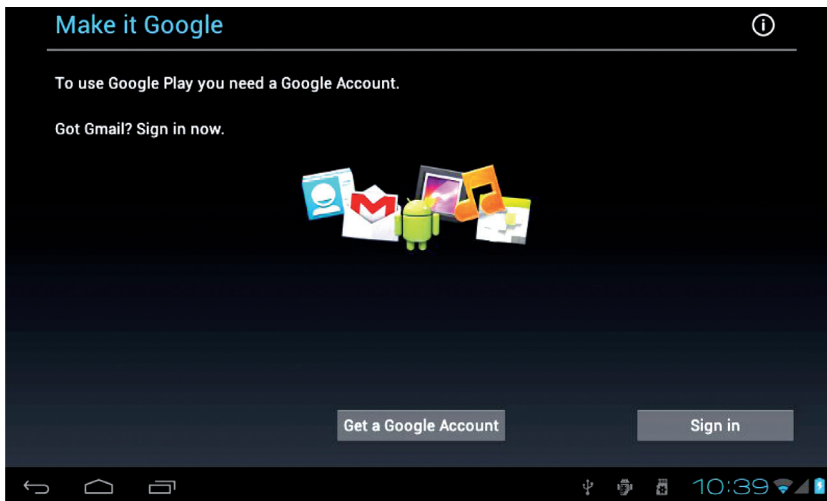 Make it Google
To use Google Play you need a Google Account.
Got Gmail? Sign in now.
Get a Google Account
Sign in
10:39